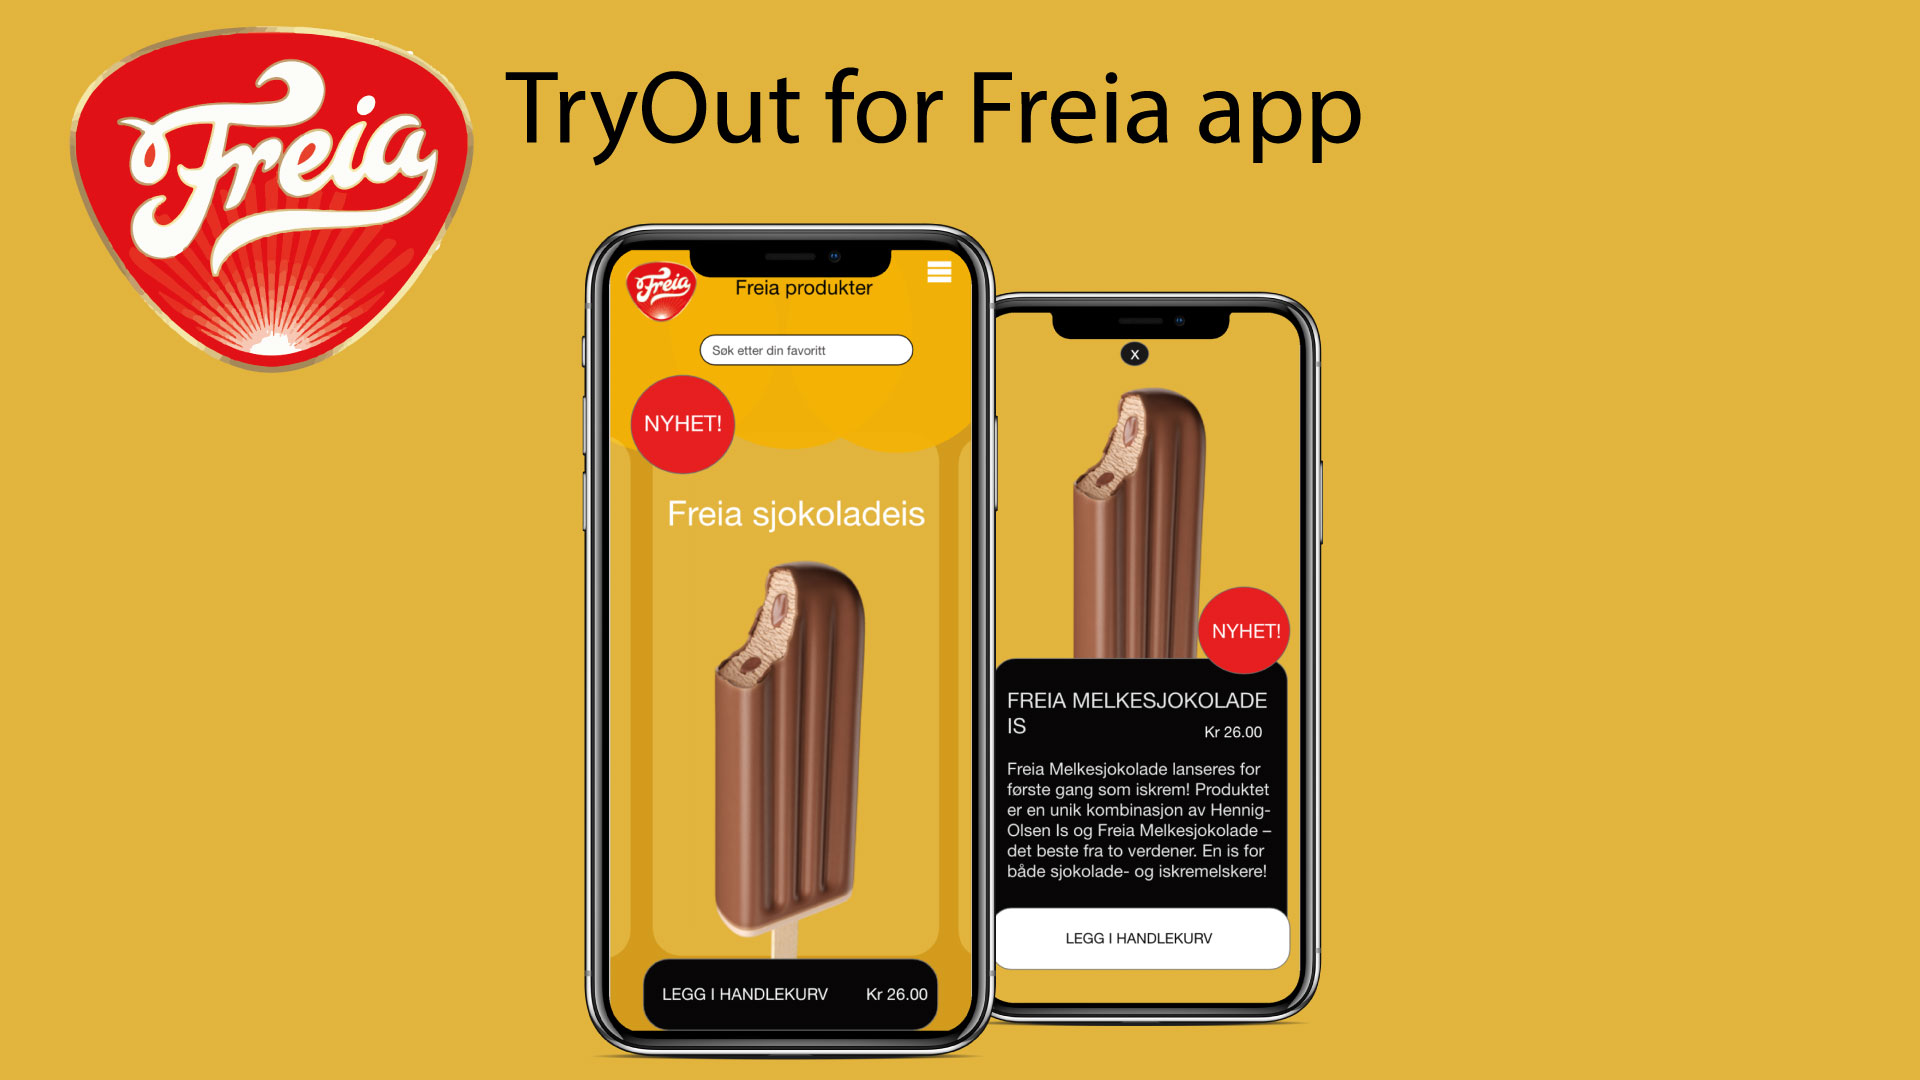 Freia
TryOut for Freia app
Freia
Freia produkter
Søk etter din favoritt
NYHET!
Freia sjokoladeis
LEGG I HANDLEKURV Kr 26.00
X
NYHET!
FREIA MELKESJOKOLADE
IS
Kr 26.00
Freia Melkesjokolade lanseres for
første gang som iskrem! Produktet
er en unik kombinasjon av Hennig-
Olsen Is og Freia Melkesjokolade –
det beste fra to verdener. En is for
både sjokolade- og iskremelskere!
LEGG I HANDLEKURV